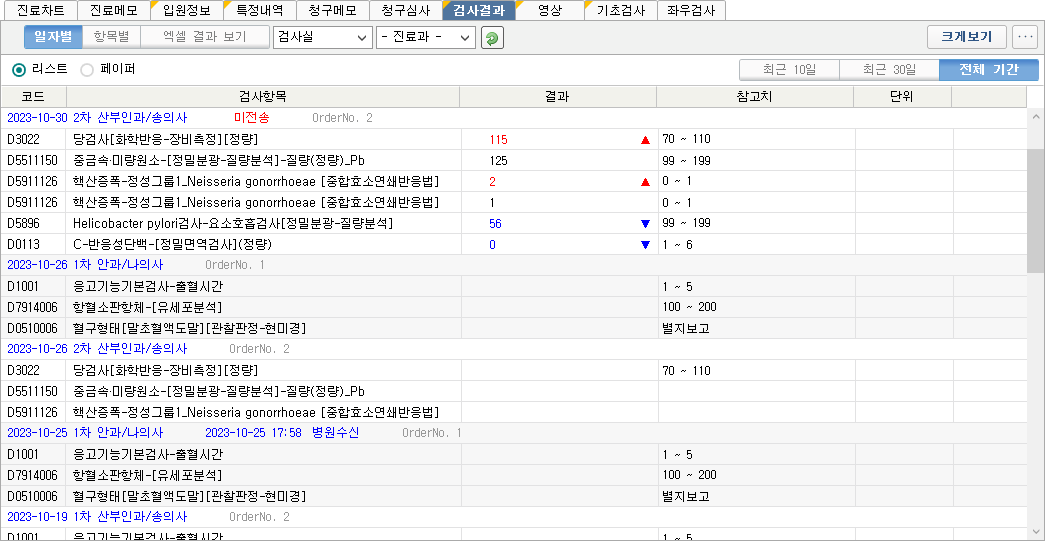 진료차트 진료메모 입원정보 특정내역 청구메모 청구심사 검사결과 영상 기초검사 좌우검사
일자별 항목별 엑셀 결과 보기 검사실 - 진료과 - 크게보기 ...
리스트 페이퍼 최근 10일 최근 30일 전체 기간
코드 검사항목 결과 참고치 단위
2023-10-30 2차 산부인과/송의사 미전송 OrderNo. 2
D3022 당검사[화학반응-장비측정][정량] 115 ▲ 70 ~ 110
D5511150 중금속·미량원소-[정밀분광-질량분석]-질량(정량)_Pb 125 99 ~ 199
D5911126 핵산증폭-정성그룹1_Neisseria gonorrhoeae [중합효소연쇄반응법] 2 ▲ 0 ~ 1
D5911126 핵산증폭-정성그룹1_Neisseria gonorrhoeae [중합효소연쇄반응법] 1 0 ~ 1
D5896 Helicobacter pylori검사-요소호흡검사[정밀분광-질량분석] 56 ▼ 99 ~ 199
D0113 C-반응성단백-[정밀면역검사](정량) 0 ▼ 1 ~ 6
2023-10-26 1차 안과/나의사 OrderNo. 1
D1001 응고기능기본검사-출혈시간 1 ~ 5
D7914006 항혈소판항체-[유세포분석] 100 ~ 200
D0510006 혈구형태[말초혈액도말][관찰판정-현미경] 별지보고
2023-10-26 2차 산부인과/송의사 OrderNo. 2
D3022 당검사[화학반응-장비측정][정량] 70 ~ 110
D5511150 중금속·미량원소-[정밀분광-질량분석]-질량(정량)_Pb
D5911126 핵산증폭-정성그룹1_Neisseria gonorrhoeae [중합효소연쇄반응법]
2023-10-25 1차 안과/나의사 2023-10-25 17:58 병원수신 OrderNo. 1
D1001 응고기능기본검사-출혈시간 1 ~ 5
D7914006 항혈소판항체-[유세포분석] 100 ~ 200
D0510006 혈구형태[말초혈액도말][관찰판정-현미경] 별지보고
2023-10-19 1차 산부인과/송의사 OrderNo. 2
D1001 응고기능기본검사-출혈시간 1 ~ 5